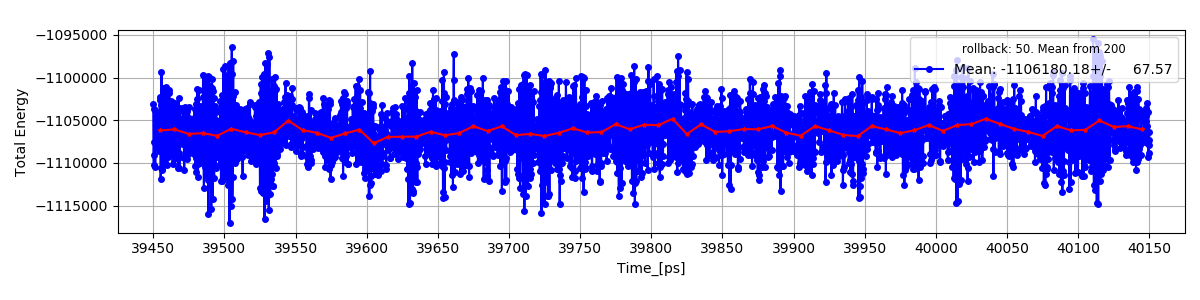 −1095000
−1100000
−1105000
−1110000
−1115000
Total Energy
rollback: 50. Mean from 200
Mean: -1106180.18+/- 67.57
39450 39500 39550 39600 39650 39700 39750 39800 39850 39900 39950 40000 40050 40100 40150
Time_[ps]